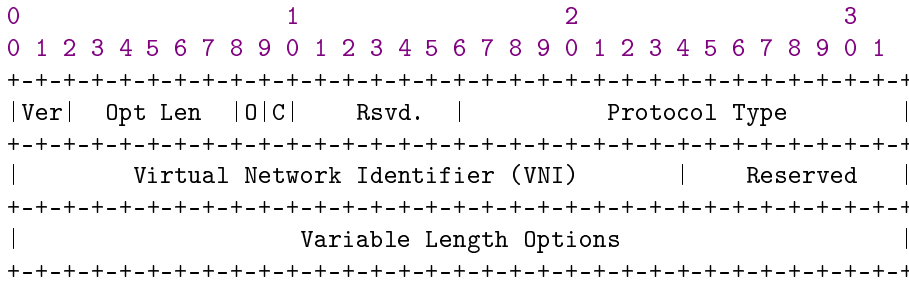 0                   1                   2                   3
0 1 2 3 4 5 6 7 8 9 0 1 2 3 4 5 6 7 8 9 0 1 2 3 4 5 6 7 8 9 0 1
+-+-+-+-+-+-+-+-+-+-+-+-+-+-+-+-+-+-+-+-+-+-+-+-+-+-+-+-+-+-+-+-+
|Ver|  Opt Len  |O|C|    Rsvd.  |          Protocol Type        |
+-+-+-+-+-+-+-+-+-+-+-+-+-+-+-+-+-+-+-+-+-+-+-+-+-+-+-+-+-+-+-+-+
|        Virtual Network Identifier (VNI)       |    Reserved   |
+-+-+-+-+-+-+-+-+-+-+-+-+-+-+-+-+-+-+-+-+-+-+-+-+-+-+-+-+-+-+-+-+
|                    Variable Length Options                    |
+-+-+-+-+-+-+-+-+-+-+-+-+-+-+-+-+-+-+-+-+-+-+-+-+-+-+-+-+-+-+-+-+